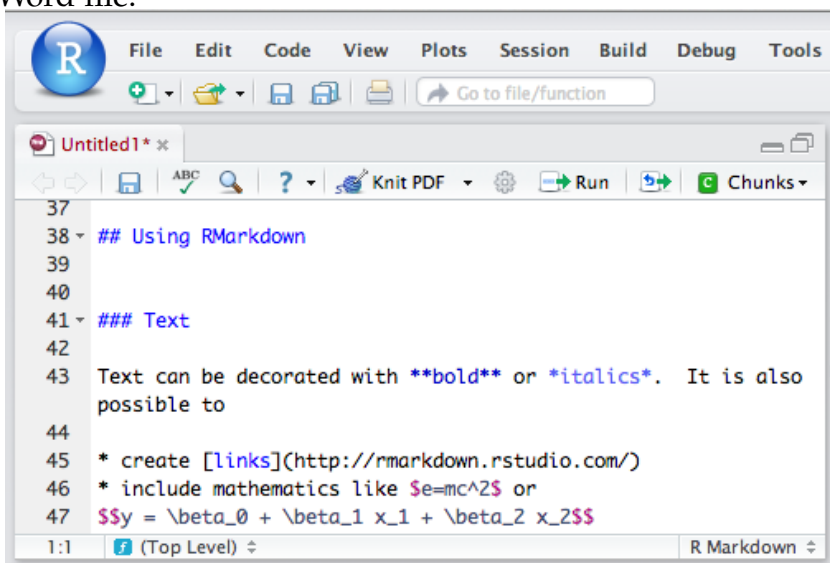 Word file.
R File Edit Code View Plots Session Build Debug Tools
Go to file/function
Untitled1*
ABC ? Knit PDF Run C Chunks
37
38 ## Using RMarkdown
39
40
41 ### Text
42
43 Text can be decorated with **bold** or *italics*.  It is also
possible to
44
45 * create [links](http://rmarkdown.rstudio.com/)
46 * include mathematics like $e=mc^2$ or
47 $$y = \beta_0 + \beta_1 x_1 + \beta_2 x_2$$
1:1 f (Top Level) R Markdown